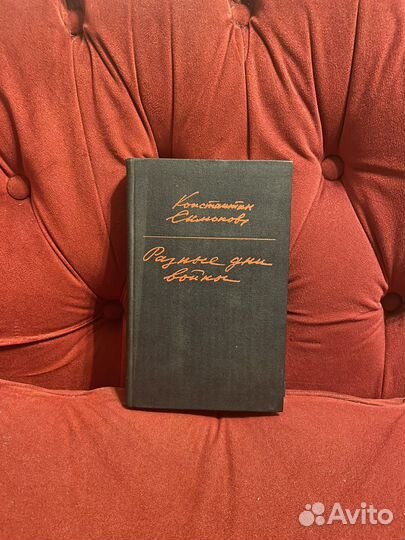 Константин
Симонов
Разные дни
войны
Avito